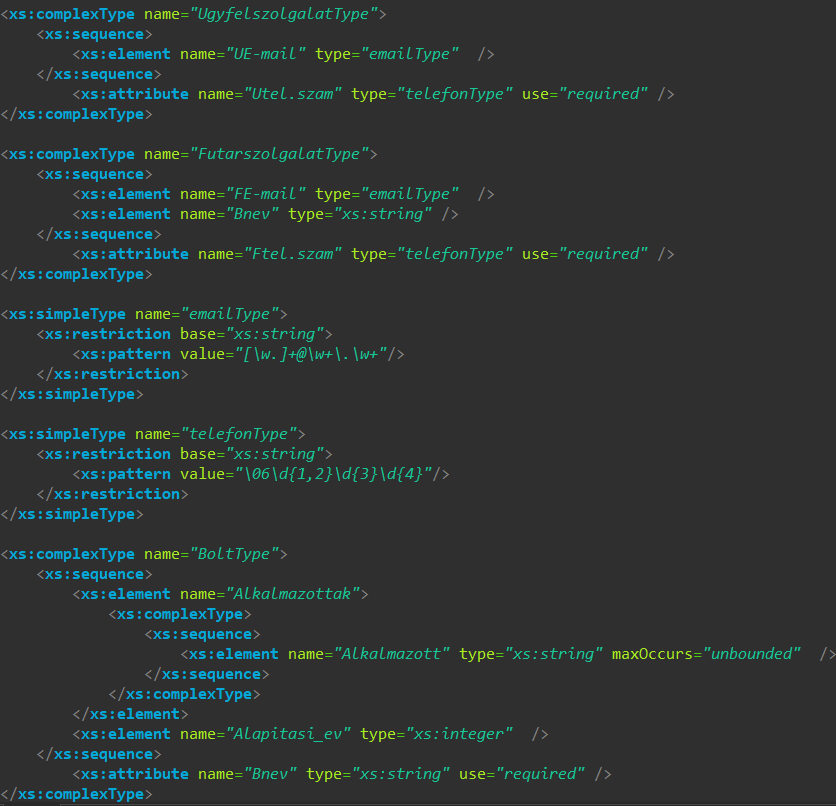 <xs:complexType name="UgyfelszolgalatType">
    <xs:sequence>
        <xs:element name="UE-mail" type="emailType"  />
    </xs:sequence>
        <xs:attribute name="Utel.szam" type="telefonType" use="required" />
</xs:complexType>

<xs:complexType name="FutarszolgalatType">
    <xs:sequence>
        <xs:element name="FE-mail" type="emailType"  />
        <xs:element name="Bnev" type="xs:string" />
    </xs:sequence>
        <xs:attribute name="Ftel.szam" type="telefonType" use="required" />
</xs:complexType>

<xs:simpleType name="emailType">
    <xs:restriction base="xs:string">
        <xs:pattern value="[\w.]+@\w+\.\w+"/>
    </xs:restriction>
</xs:simpleType>

<xs:simpleType name="telefonType">
    <xs:restriction base="xs:string">
        <xs:pattern value="\06\d{1,2}\d{3}\d{4}"/>
    </xs:restriction>
</xs:simpleType>

<xs:complexType name="BoltType">
    <xs:sequence>
        <xs:element name="Alkalmazottak">
            <xs:complexType>
                <xs:sequence>
                    <xs:element name="Alkalmazott" type="xs:string" maxOccurs="unbounded"  />
                </xs:sequence>
            </xs:complexType>
        </xs:element>
        <xs:element name="Alapitasi_ev" type="xs:integer"  />
    </xs:sequence>
        <xs:attribute name="Bnev" type="xs:string" use="required" />
</xs:complexType>